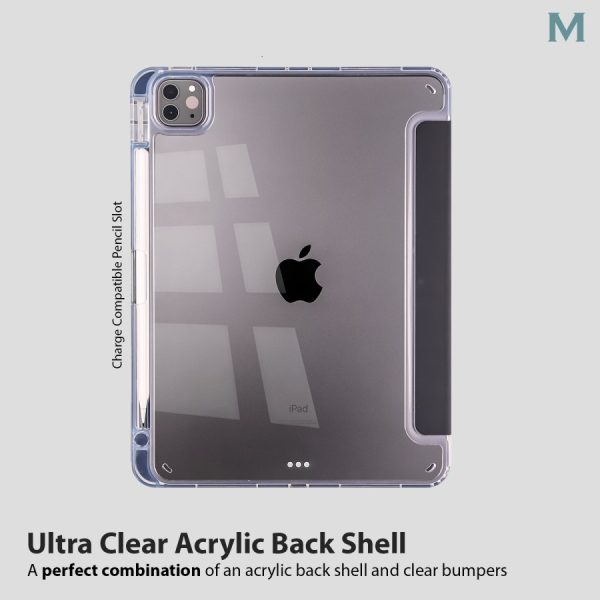 M
Charge Compatible Pencil Slot
iPad
Ultra Clear Acrylic Back Shell
A perfect combination of an acrylic back shell and clear bumpers